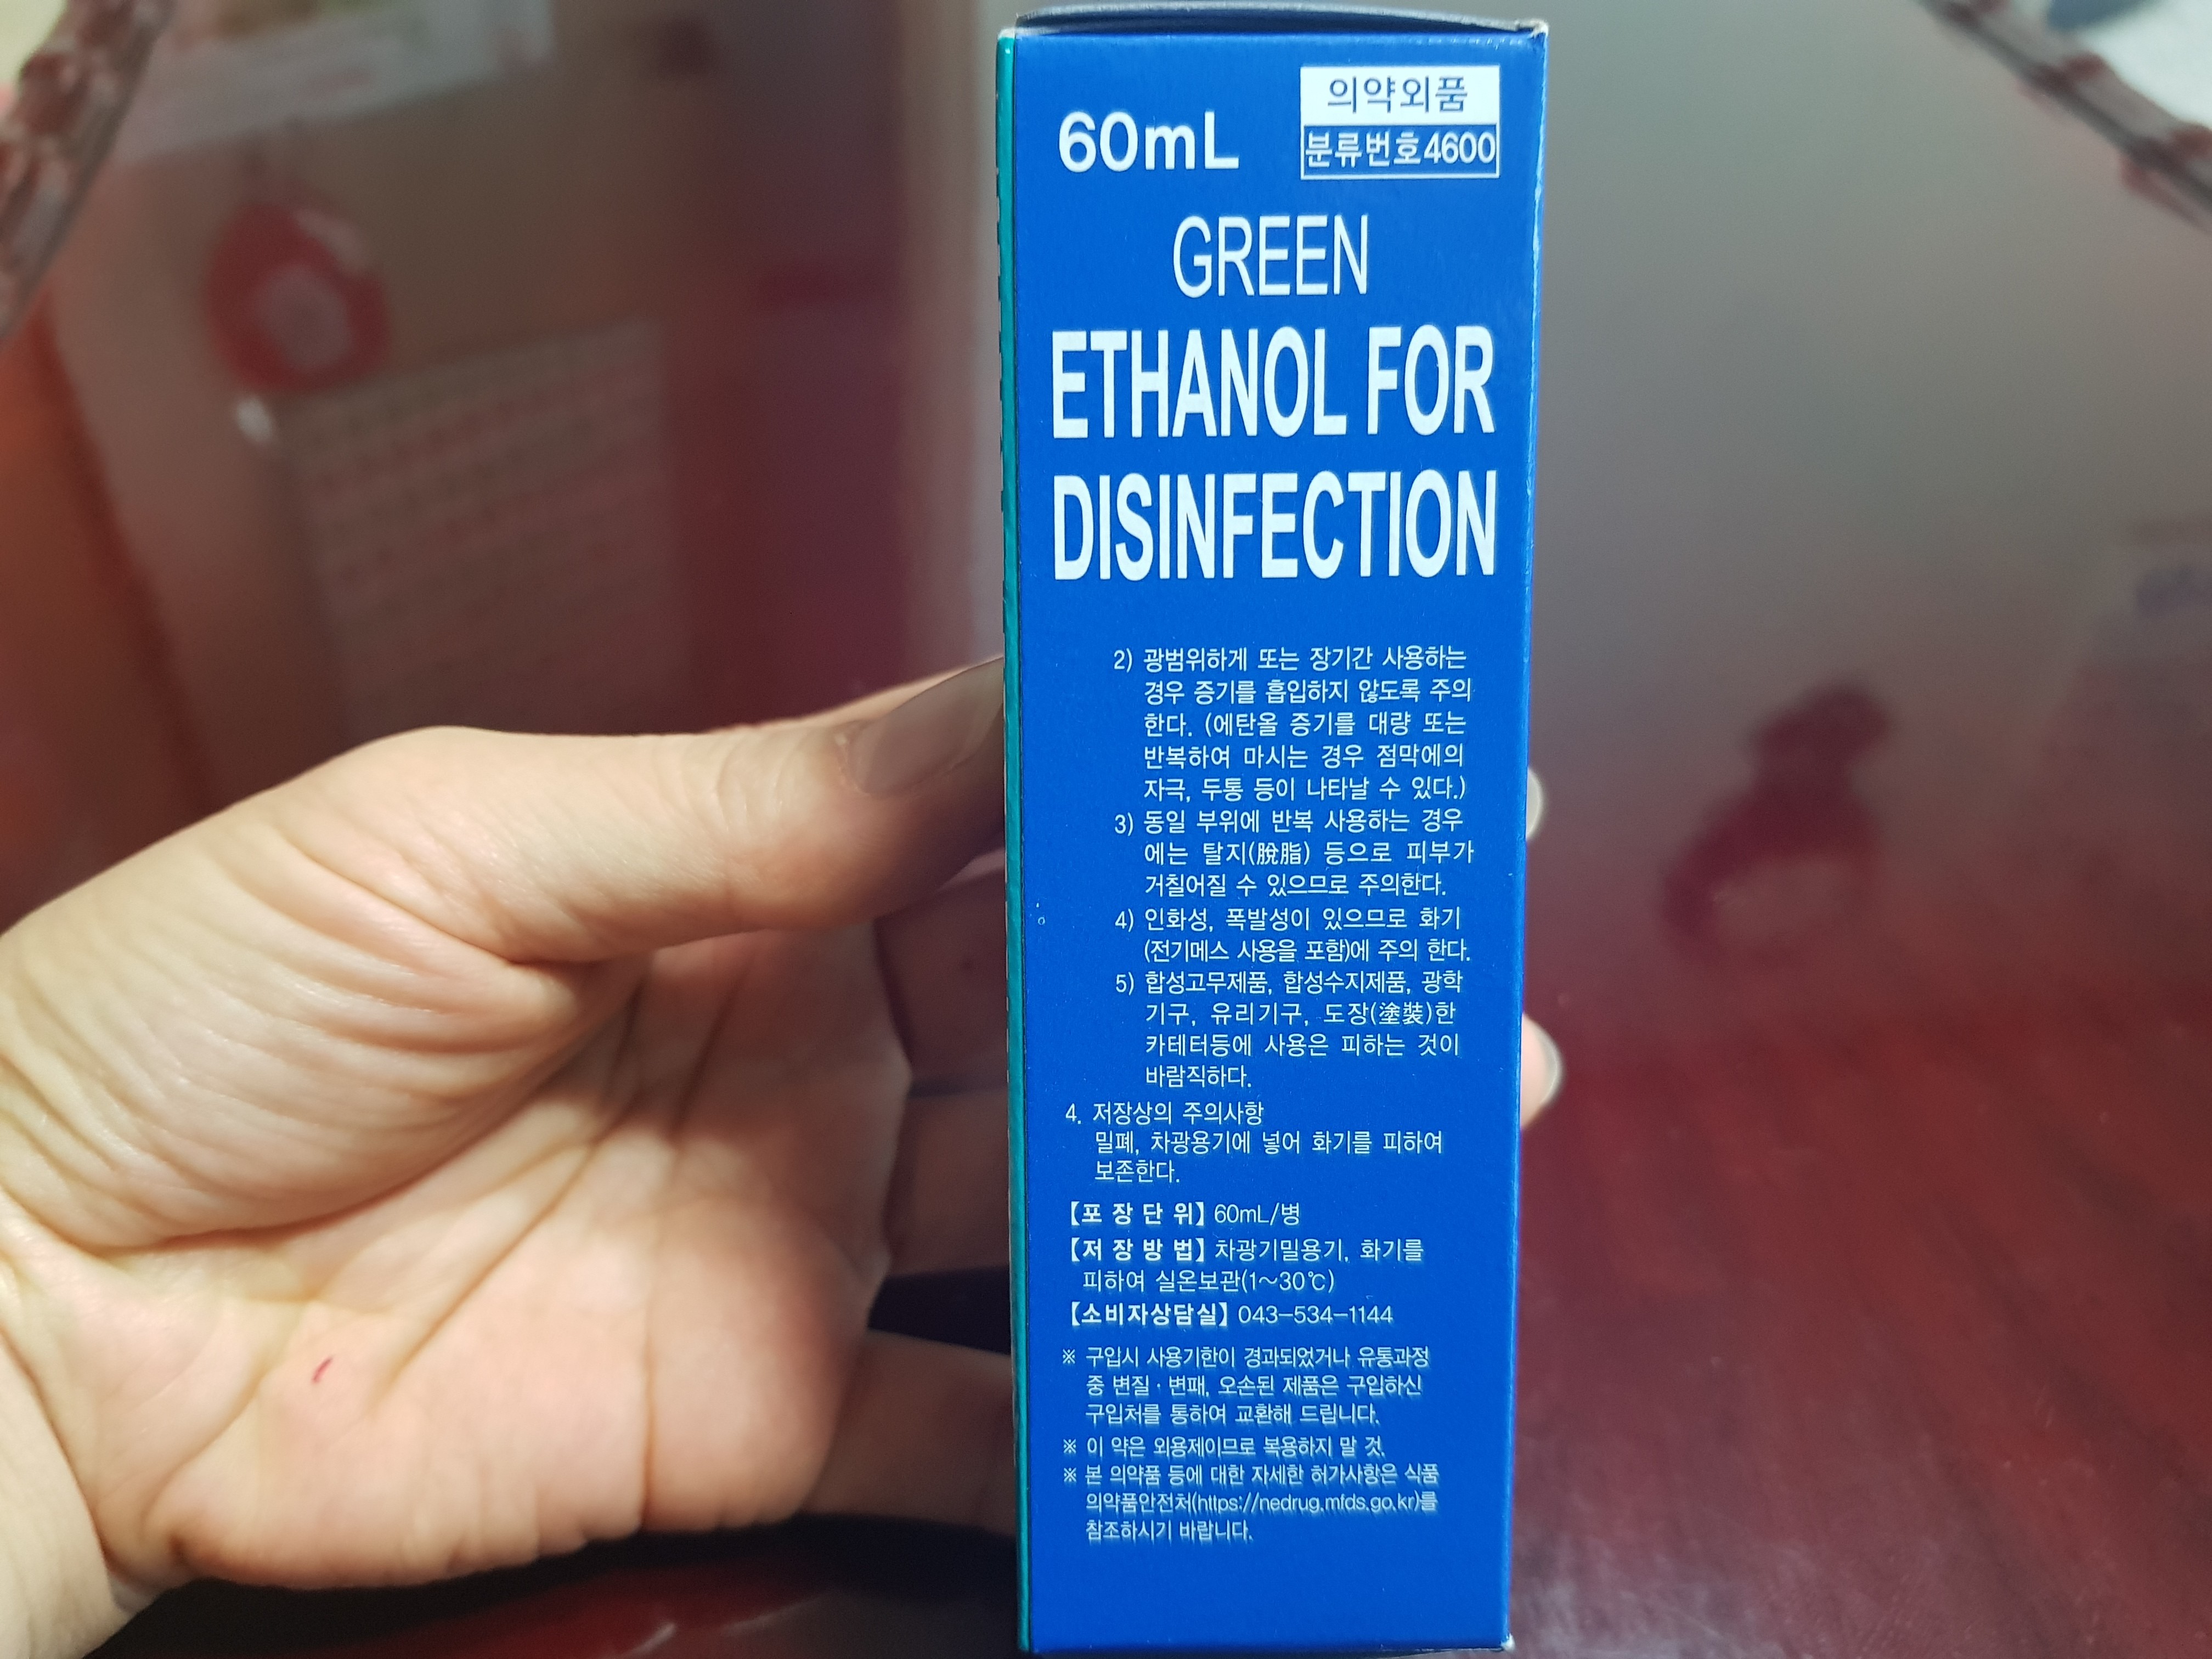 60mL
의약외품
분류번호4600
GREEN
ETHANOL FOR
DISINFECTION
2) 광범위하게 또는 장기간 사용하는
경우 증기를 흡입하지 않도록 주의
한다. (에탄올 증기를 대량 또는
반복하여 마시는 경우 점막에의
자극, 두통 등이 나타날 수 있다.)
3) 동일 부위에 반복 사용하는 경우
에는 탈지(脫脂) 등으로 피부가
거칠어질 수 있으므로 주의한다.
4) 인화성, 폭발성이 있으므로 화기
(전기메스 사용을 포함)에 주의 한다.
5) 합성고무제품, 합성수지제품, 광학
기구, 유리기구, 도장(塗裝)한
카테터등에 사용은 피하는 것이
바람직하다.
4. 저장상의 주의사항
밀폐, 차광용기에 넣어 화기를 피하여
보존한다.
【포 장 단 위】 60mL/병
【저 장 방 법】 차광기밀용기, 화기를
피하여 실온보관(1~30℃)
【소비자상담실】 043-534-1144
※ 구입시 사용기한이 경과되었거나 유통과정
중 변질·변패, 오손된 제품은 구입하신
구입처를 통하여 교환해 드립니다.
※ 이 약은 외용제이므로 복용하지 말 것.
※ 본 의약품 등에 대한 자세한 허가사항은 식품
의약품안전처(https://nedrug.mfds.go.kr)를
참조하시기 바랍니다.